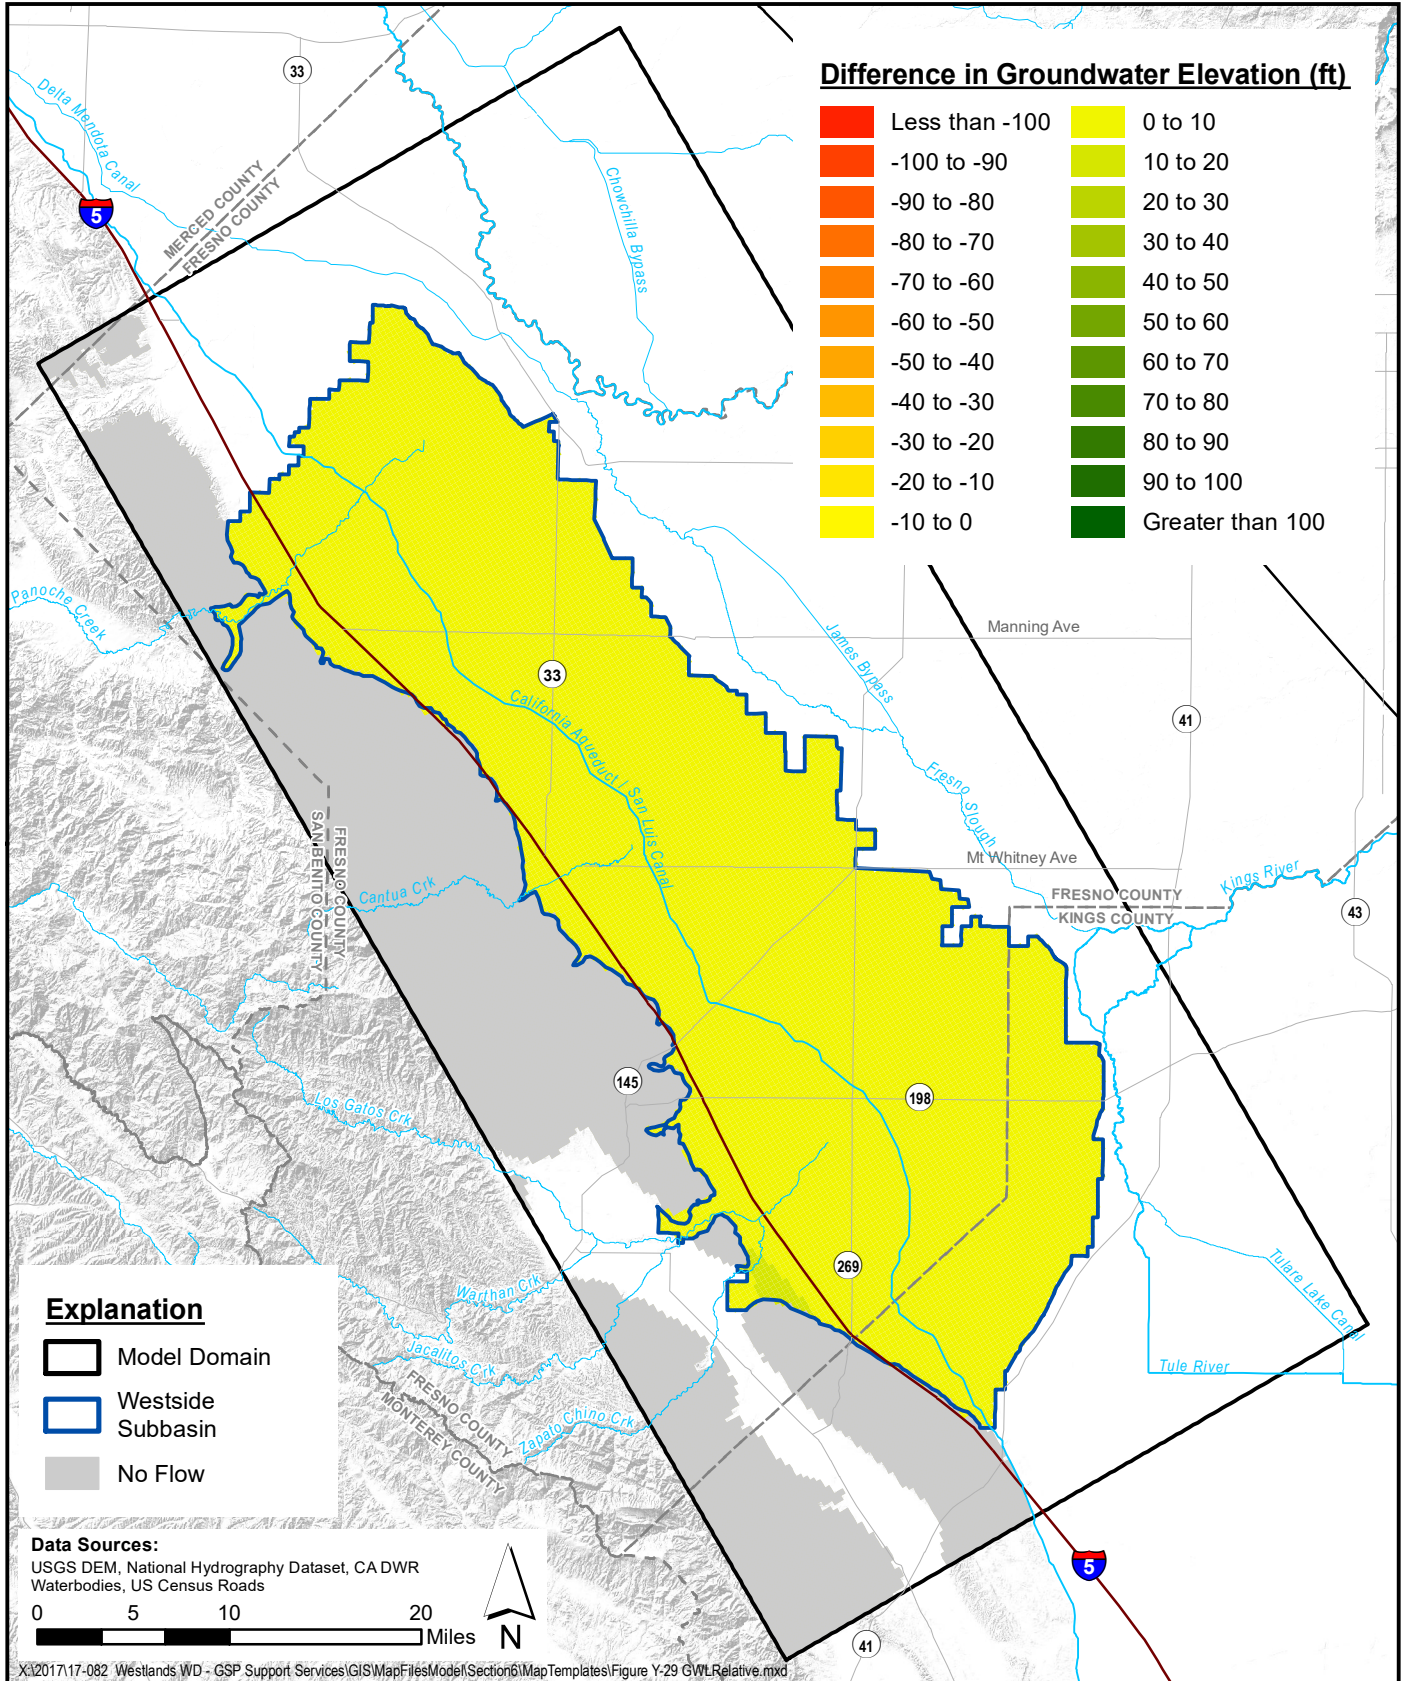 Difference in Groundwater Elevation (ft)
Less than -100
-100 to -90
-90 to -80
-80 to -70
-70 to -60
-60 to -50
-50 to -40
-40 to -30
-30 to -20
-20 to -10
-10 to 0
0 to 10
10 to 20
20 to 30
30 to 40
40 to 50
50 to 60
60 to 70
70 to 80
80 to 90
90 to 100
Greater than 100
33
Delta Mendota Canal
5
MERCED COUNTY
FRESNO COUNTY
Chowchilla Bypass
Panoche Creek
Manning Ave
James Bypass
33
41
California Aqueduct / San Luis Canal
Fresno Slough
SAN BENITO COUNTY
FRESNO COUNTY
Mt Whitney Ave
Kings River
Cantua Crk
FRESNO COUNTY
KINGS COUNTY
43
145
198
Los Gatos Crk
269
Tulare Lake Canal
Warthan Crk
Jacalitos Crk
Tule River
FRESNO COUNTY
MONTEREY COUNTY
Zapato Chino Crk
5
41
Explanation
Model Domain
Westside
Subbasin
No Flow
Data Sources:
USGS DEM, National Hydrography Dataset, CA DWR
Waterbodies, US Census Roads
0 5 10 20
Miles
N
X:\2017\17-082 Westlands WD - GSP Support Services\GIS\MapFilesModel\Section6\MapTemplates\Figure Y-29 GWLRelative.mxd